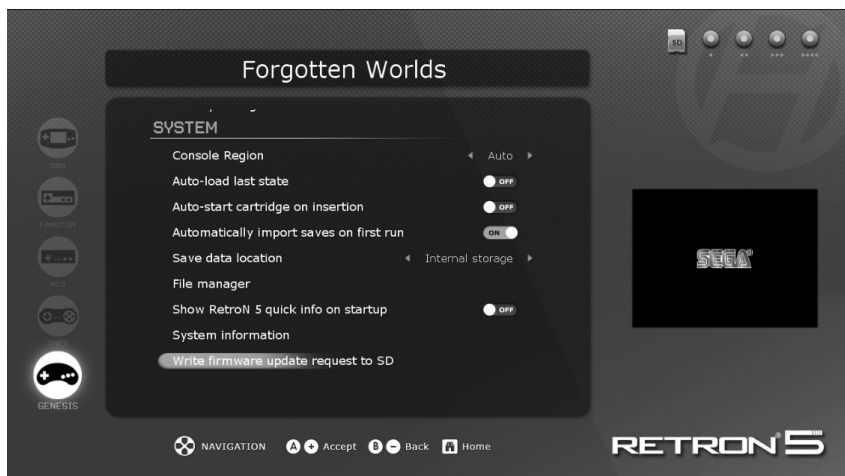 SD
Forgotten Worlds
SYSTEM
Console Region Auto
Auto-load last state OFF
Auto-start cartridge on insertion OFF
Automatically import saves on first run ON
Save data location Internal storage
File manager
Show RetroN 5 quick info on startup OFF
System information
Write firmware update request to SD
GBA
FAMICOM
NES
SNES
GENESIS
SEGA
NAVIGATION A + Accept B - Back Home
RETRON 5